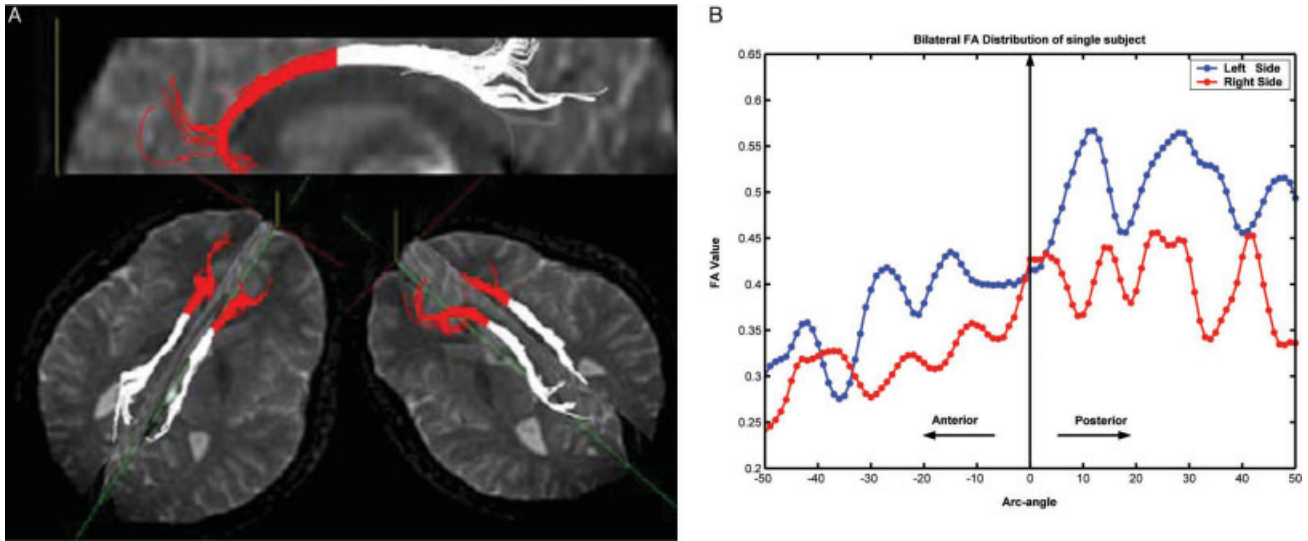 A
B
Bilateral FA Distribution of single subject
0.65
0.6
0.55
0.5
0.45
0.4
0.35
0.3
0.25
0.2
FA Value
Left Side
Right Side
Anterior
Posterior
-50 -40 -30 -20 -10 0 10 20 30 40 50
Arc-angle